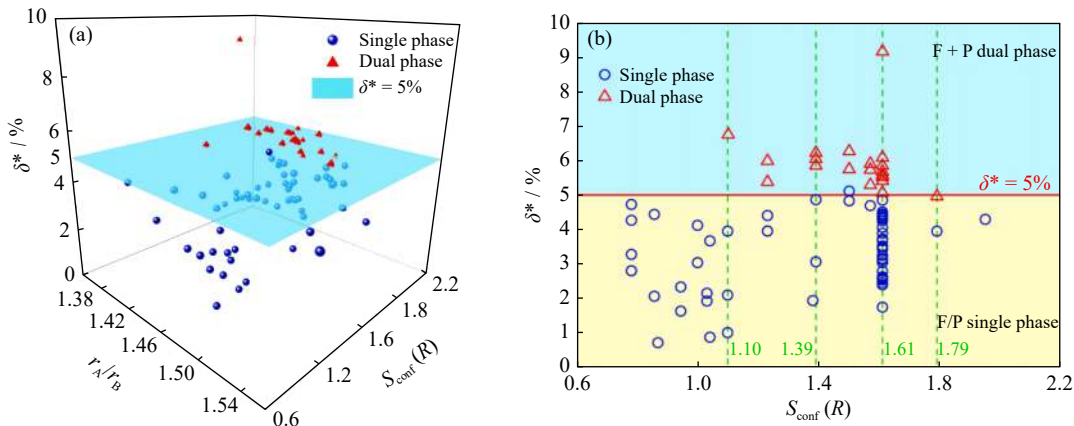 (a)
10
8
6
5
4
2
0
δ* / %
Single phase
Dual phase
δ* = 5%
1.38
1.42
1.46
1.50
1.54
r_A/r_B
0.6
1.2
1.6
1.8
2.2
S_conf (R)
(b)
10
9
8
7
6
5
4
3
2
1
0
δ* / %
F + P dual phase
Single phase
Dual phase
δ* = 5%
F/P single phase
1.10
1.39
1.61
1.79
0.6
1.0
1.4
1.8
2.2
S_conf (R)